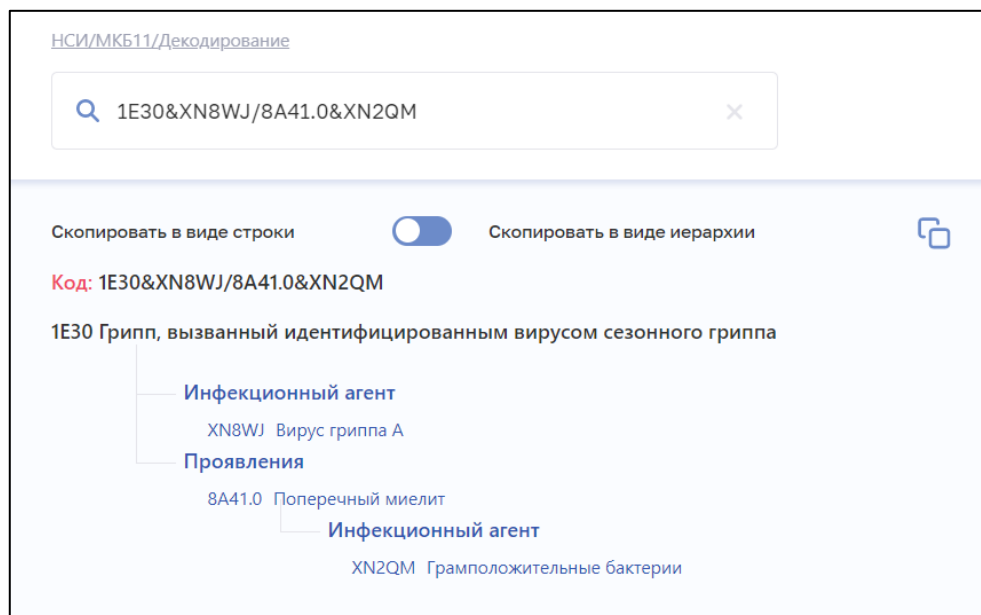 НСИ/МКБ11/Декодирование
1E30&XN8WJ/8A41.0&XN2QM
Скопировать в виде строки Скопировать в виде иерархии
Код: 1E30&XN8WJ/8A41.0&XN2QM
1E30 Грипп, вызванный идентифицированным вирусом сезонного гриппа
Инфекционный агент
XN8WJ Вирус гриппа A
Проявления
8A41.0 Поперечный миелит
Инфекционный агент
XN2QM Грамположительные бактерии